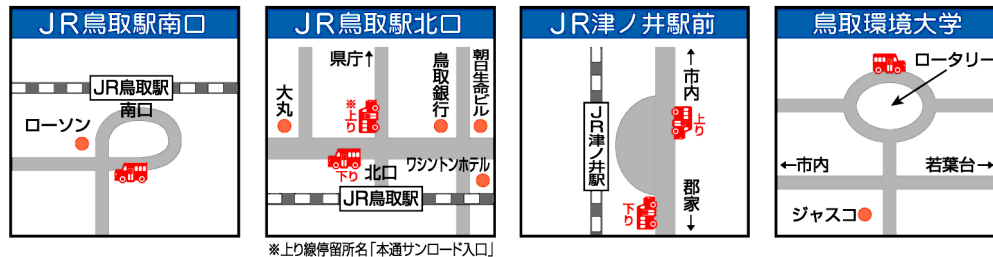 JR鳥取駅南口
JR鳥取駅
南口
ローソン
JR鳥取駅北口
県庁↑
大丸
※上り
鳥取銀行
朝日生命ビル
下り
北口
ワシントンホテル
JR鳥取駅
※上り線停留所名「本通サンロード入口」
JR津ノ井駅前
↑市内
上り
JR津ノ井駅
下り
郡家↓
鳥取環境大学
ロータリー
←市内
若葉台→
ジャスコ